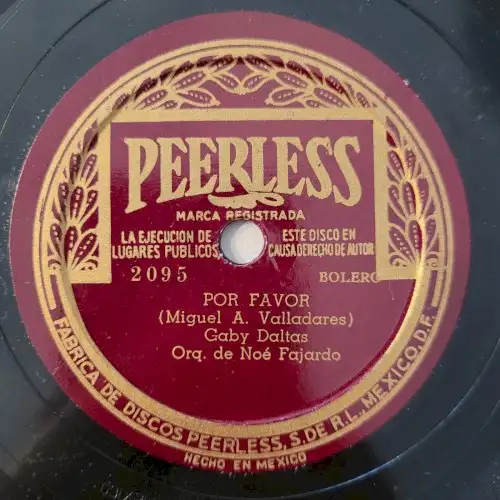 PEERLESS
MARCA REGISTRADA
LA EJECUCION DE
LUGARES PUBLICOS,
ESTE DISCO EN
CAUSA DERECHO DE AUTOR
2095
BOLERO
POR FAVOR
(Miguel A. Valladares)
Gaby Daltas
Orq. de Noé Fajardo
FABRICA DE DISCOS PEERLESS, S. DE R. L., MEXICO, D. F.
HECHO EN MEXICO